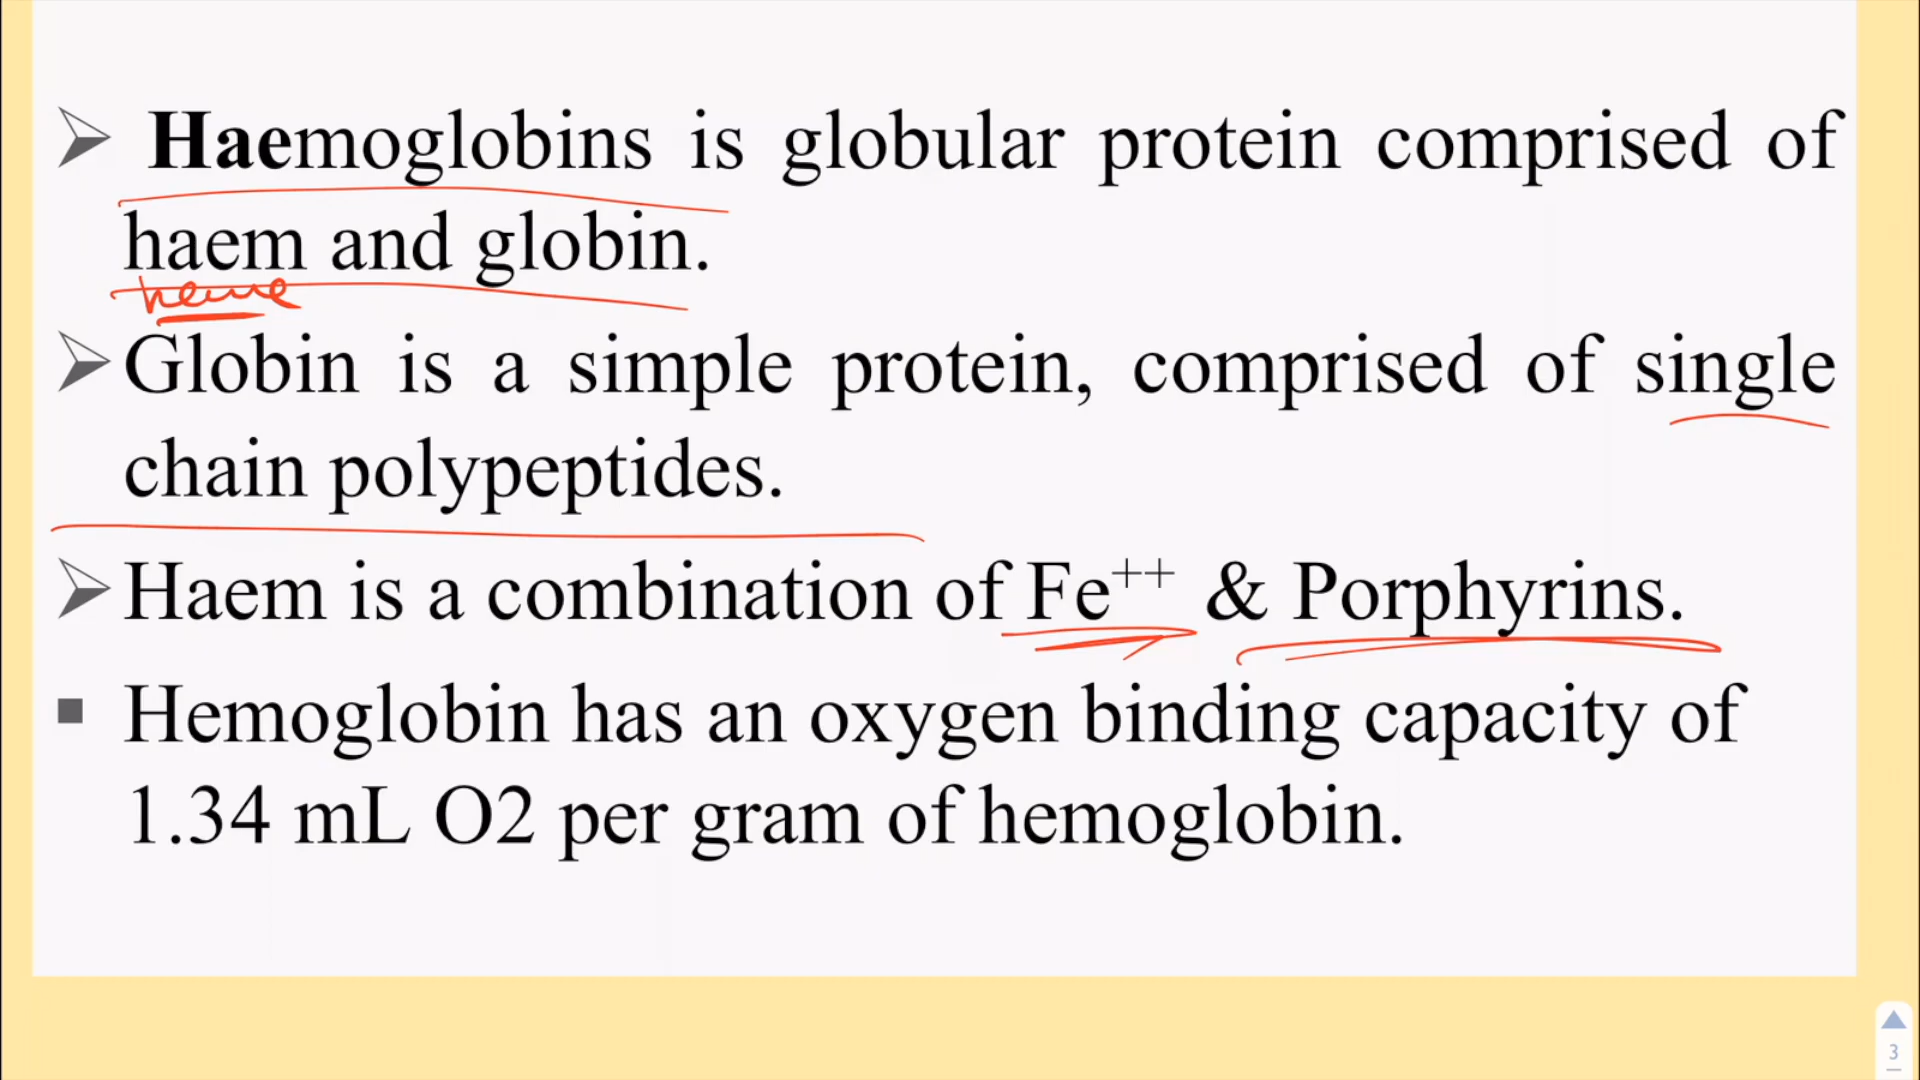 ➢ Haemoglobins is globular protein comprised of
haem and globin.
heme
➢ Globin is a simple protein, comprised of single
chain polypeptides.
➢ Haem is a combination of Fe⁺⁺ & Porphyrins.
▪ Hemoglobin has an oxygen binding capacity of
1.34 mL O2 per gram of hemoglobin.
3